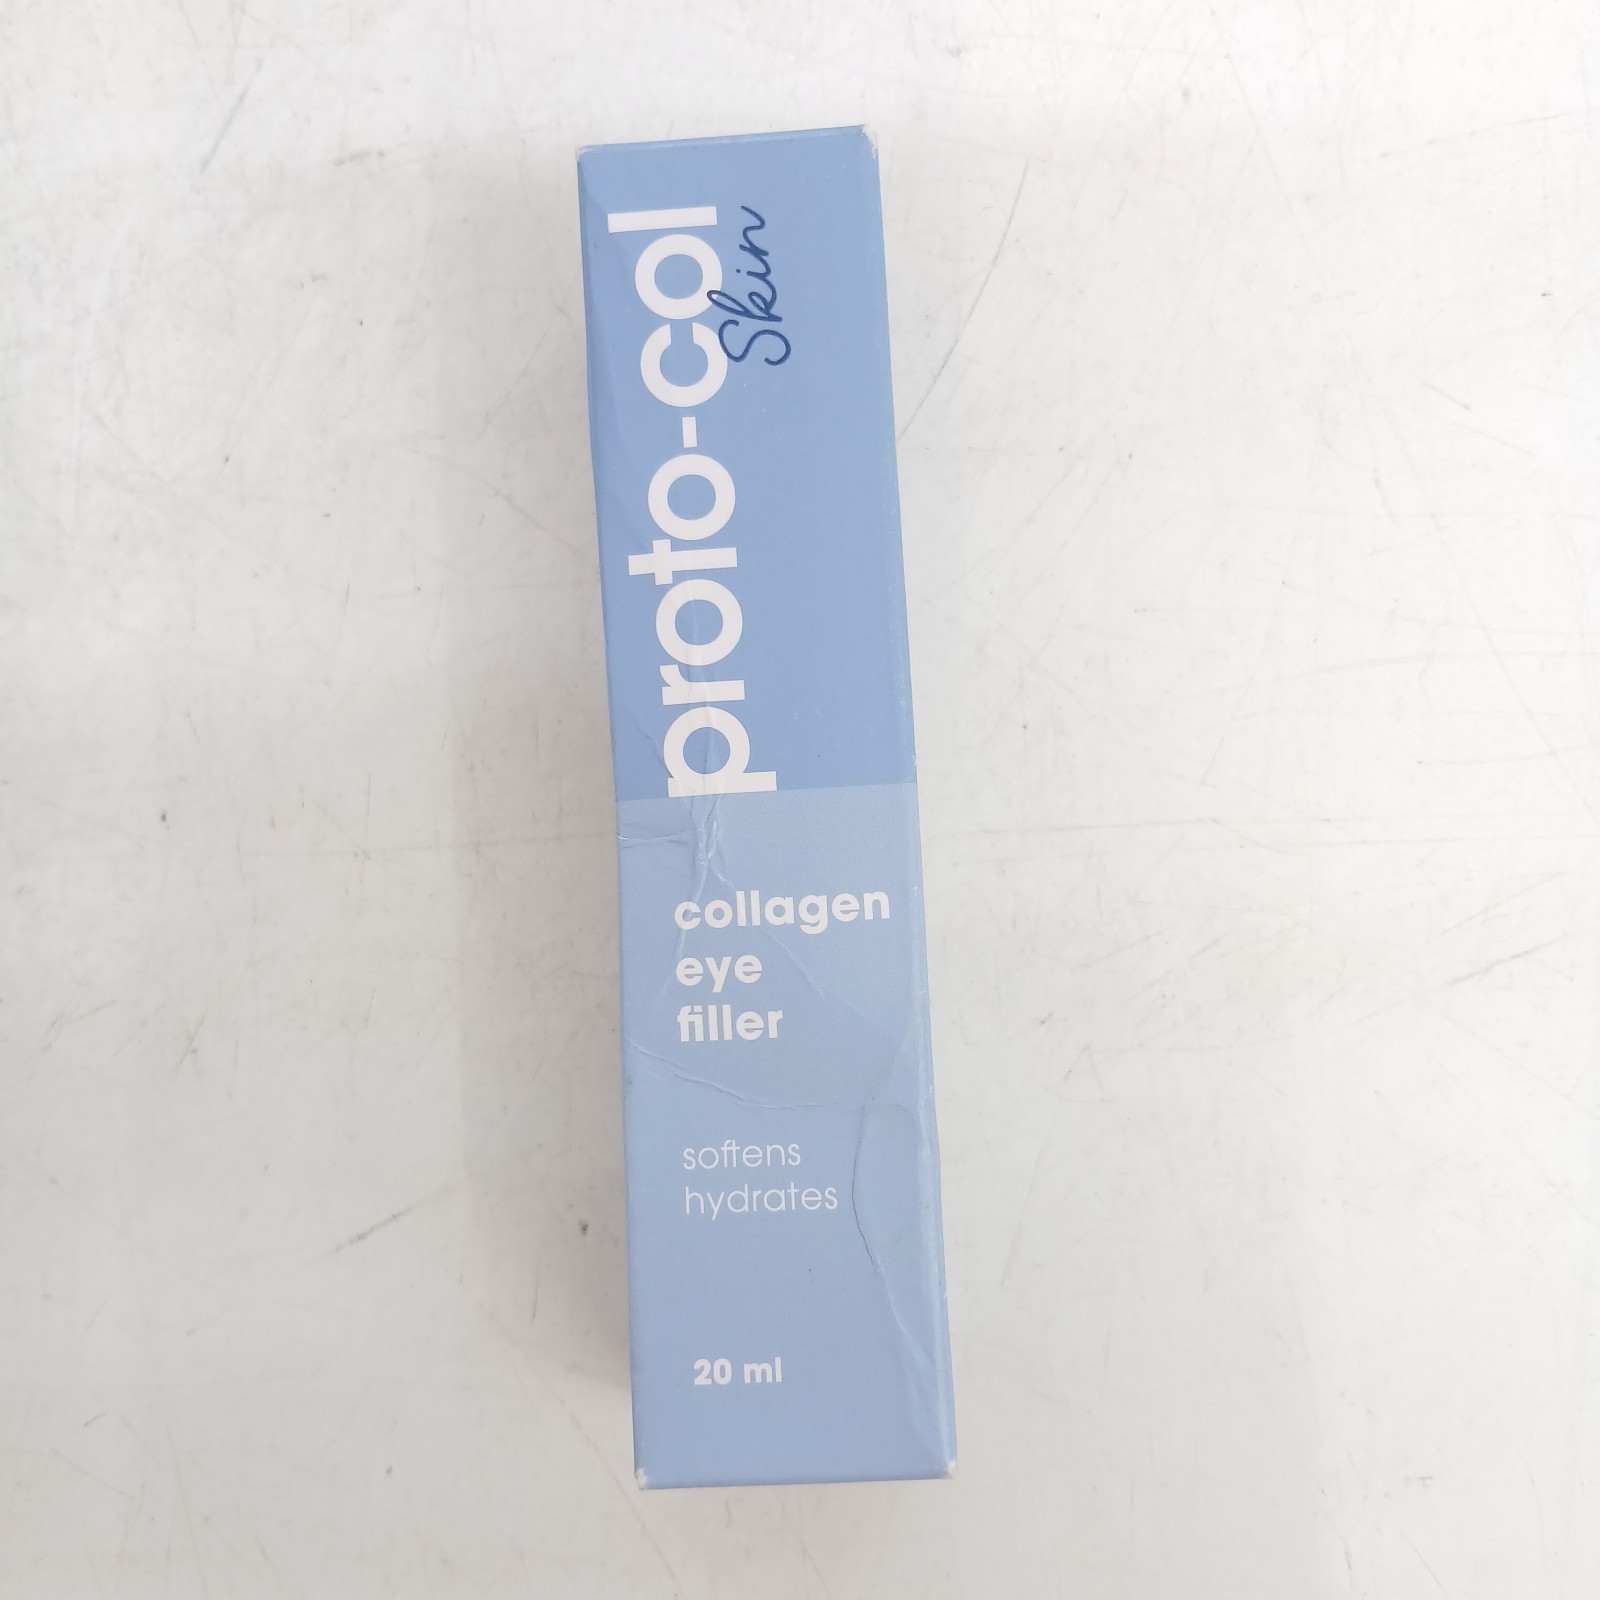 proto-col
Skin
collagen
eye
filler
softens
hydrates
20 ml